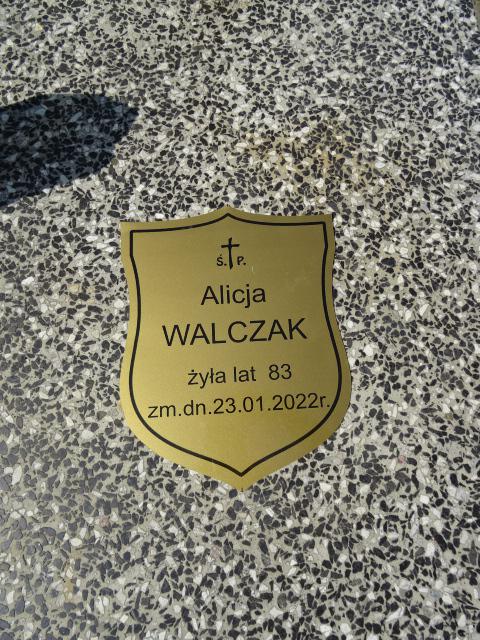 Ś. P.
Alicja
WALCZAK
żyła lat 83
zm.dn.23.01.2022r.